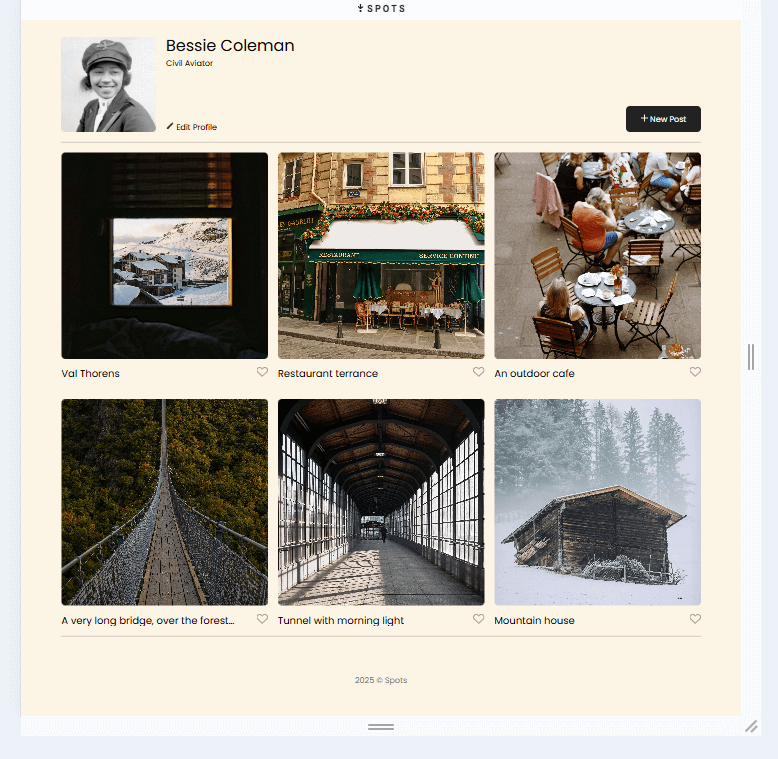 SPOTS
Bessie Coleman
Civil Aviator
Edit Profile
New Post
RESTAURANT
SERVICE CONTINU
Val Thorens
Restaurant terrance
An outdoor cafe
A very long bridge, over the forest...
Tunnel with morning light
Mountain house
2025 © Spots